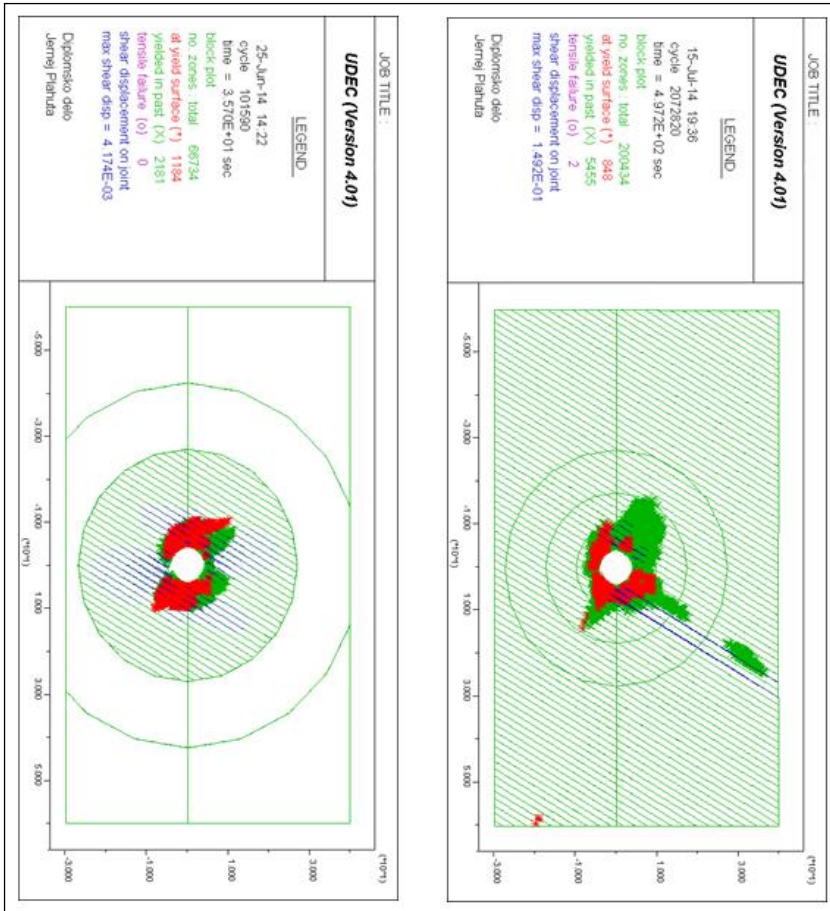 JOB TITLE :
UDEC (Version 4.01)
LEGEND
25-Jun-14 14:22
cycle 101590
time = 3.570E+01 sec
block plot
no. zones : total 66734
at yield surface (*) 1184
yielded in past (X) 2181
tensile failure (o) 0
shear displacement on joint
max shear disp = 4.174E-03
Diplomsko delo
Jernej Plahuta
(*10^1)
-3.000
-1.000
1.000
3.000
-5.000
-3.000
-1.000
1.000
3.000
5.000
(*10^1)
JOB TITLE :
UDEC (Version 4.01)
LEGEND
15-Jul-14 19:36
cycle 2072820
time = 4.972E+02 sec
block plot
no. zones : total 200434
at yield surface (*) 848
yielded in past (X) 5455
tensile failure (o) 2
shear displacement on joint
max shear disp = 1.492E-01
Diplomsko delo
Jernej Plahuta
(*10^1)
-3.000
-1.000
1.000
3.000
-5.000
-3.000
-1.000
1.000
3.000
5.000
(*10^1)